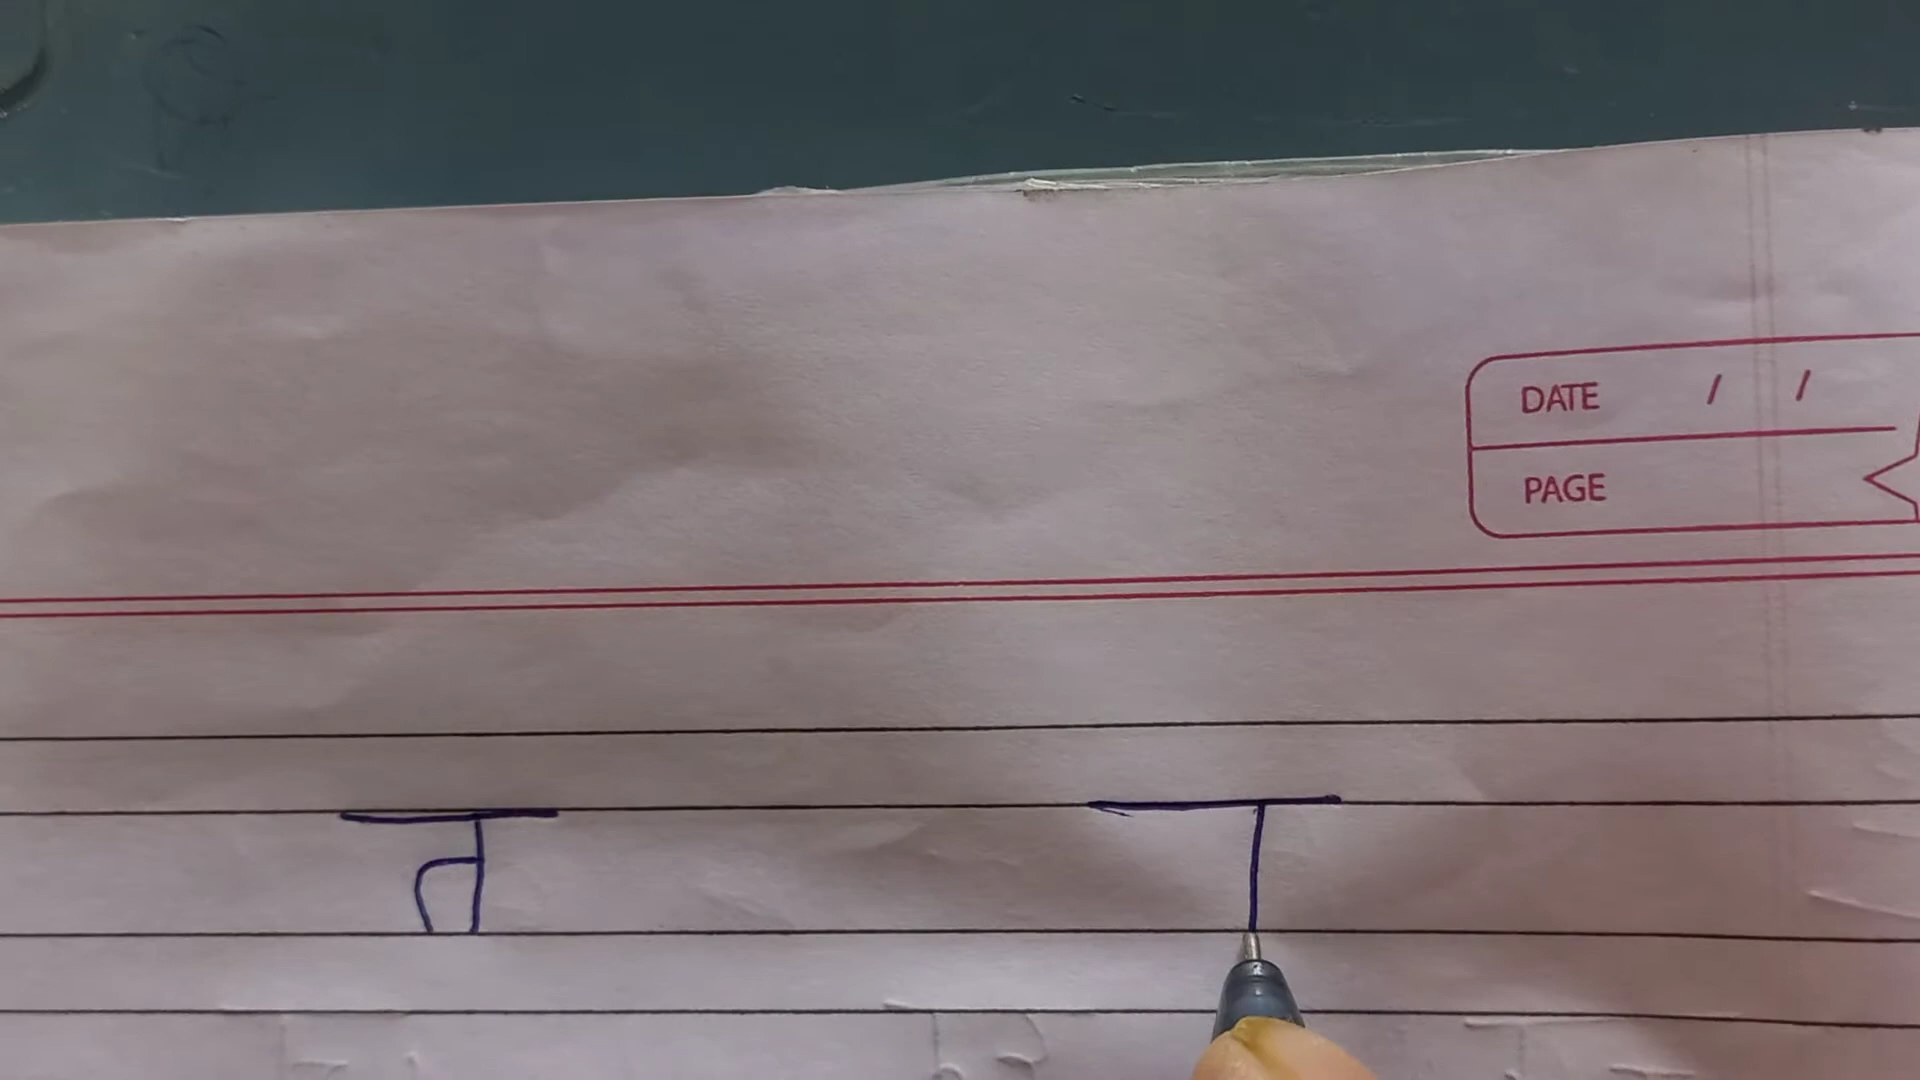 DATE / /
PAGE
त